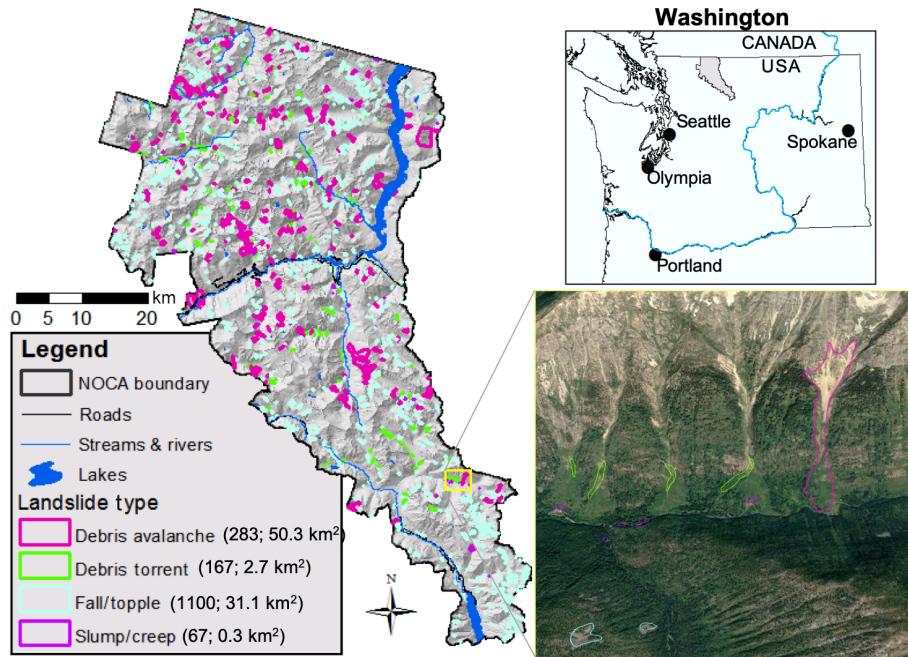 Washington
CANADA
USA
Seattle
Spokane
Olympia
Portland
km
0 5 10 20
Legend
NOCA boundary
Roads
Streams & rivers
Lakes
Landslide type
Debris avalanche (283; 50.3 km²)
Debris torrent (167; 2.7 km²)
Fall/topple (1100; 31.1 km²)
Slump/creep (67; 0.3 km²)
N